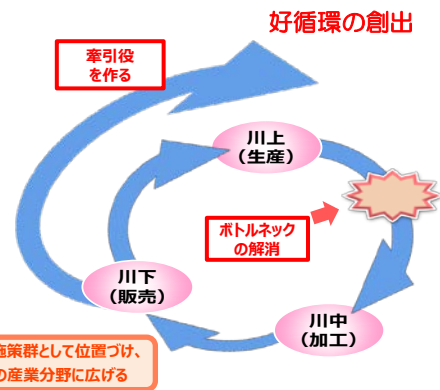 好循環の創出
牽引役
を作る
川上
（生産）
ボトルネック
の解消
川下
（販売）
川中
（加工）
施策群として位置づけ、
の産業分野に広げる